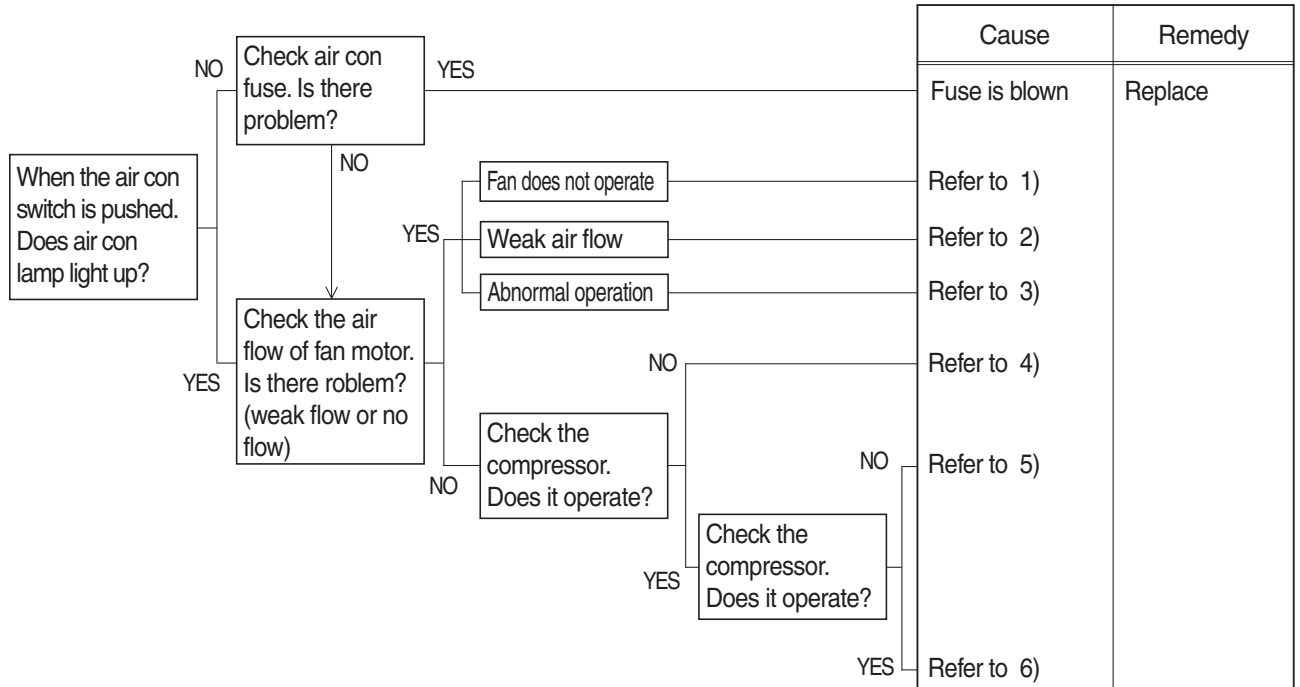 Cause
Remedy
NO
Check air con
fuse. Is there
problem?
YES
Fuse is blown
Replace
When the air con
switch is pushed.
Does air con
lamp light up?
NO
YES
Fan does not operate
Refer to 1)
Weak air flow
Refer to 2)
Abnormal operation
Refer to 3)
YES
Check the air
flow of fan motor.
Is there roblem?
(weak flow or no
flow)
NO
Refer to 4)
NO
Check the
compressor.
Does it operate?
NO
Refer to 5)
YES
Check the
compressor.
Does it operate?
YES
Refer to 6)